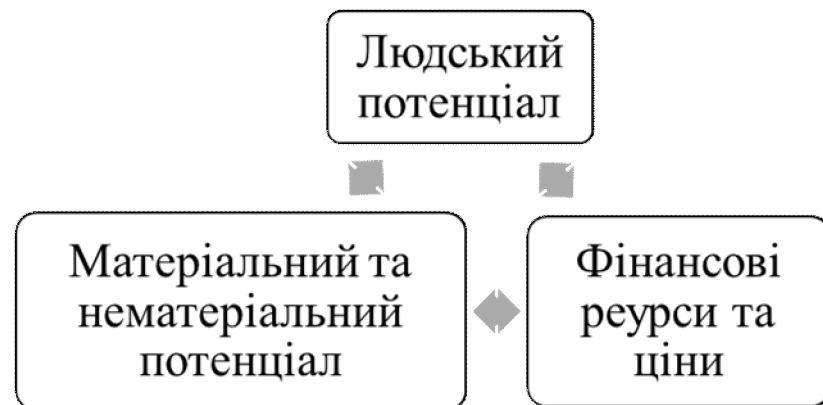 Людський
потенціал
Матеріальний та
нематеріальний
потенціал
Фінансові
реурси та
ціни